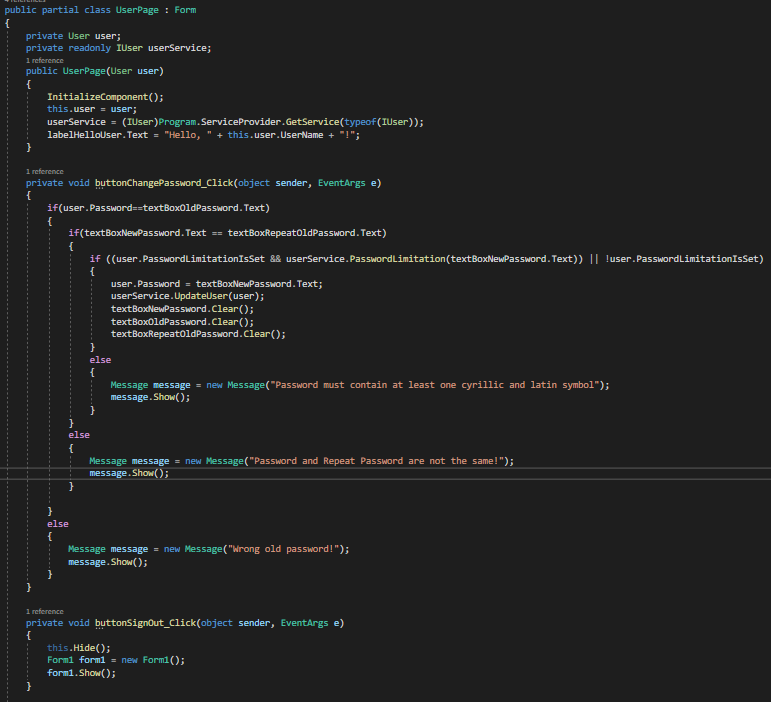 4 references
public partial class UserPage : Form
{
private User user;
private readonly IUser userService;
1 reference
public UserPage(User user)
{
InitializeComponent();
this.user = user;
userService = (IUser)Program.ServiceProvider.GetService(typeof(IUser));
labelHelloUser.Text = "Hello, " + this.user.UserName + "!";
}
1 reference
private void buttonChangePassword_Click(object sender, EventArgs e)
{
if(user.Password==textBoxOldPassword.Text)
{
if(textBoxNewPassword.Text == textBoxRepeatOldPassword.Text)
{
if ((user.PasswordLimitationIsSet && userService.PasswordLimitation(textBoxNewPassword.Text)) || !user.PasswordLimitationIsSet)
{
user.Password = textBoxNewPassword.Text;
userService.UpdateUser(user);
textBoxNewPassword.Clear();
textBoxOldPassword.Clear();
textBoxRepeatOldPassword.Clear();
}
else
{
Message message = new Message("Password must contain at least one cyrillic and latin symbol");
message.Show();
}
}
else
{
Message message = new Message("Password and Repeat Password are not the same!");
message.Show();
}
}
else
{
Message message = new Message("Wrong old password!");
message.Show();
}
}
1 reference
private void buttonSignOut_Click(object sender, EventArgs e)
{
this.Hide();
Form1 form1 = new Form1();
form1.Show();
}